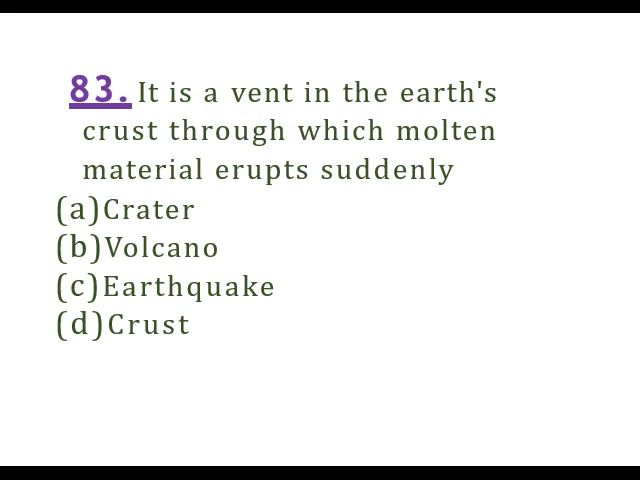 83. It is a vent in the earth's
crust through which molten
material erupts suddenly
(a)Crater
(b)Volcano
(c)Earthquake
(d)Crust